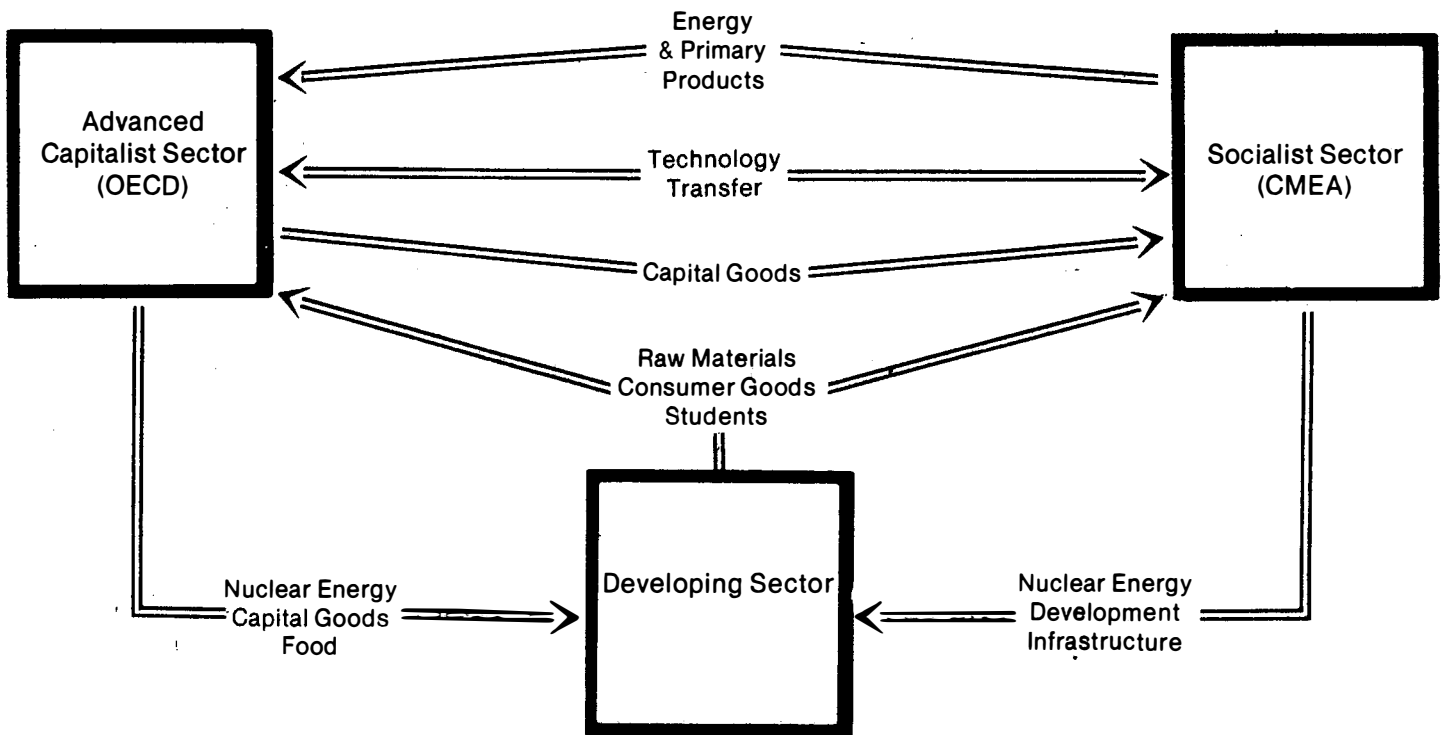 Energy
& Primary
Products
Advanced
Capitalist Sector
(OECD)
Technology
Transfer
Socialist Sector
(CMEA)
Capital Goods
Raw Materials
Consumer Goods
Students
Developing Sector
Nuclear Energy
Capital Goods
Food
Nuclear Energy
Development
Infrastructure